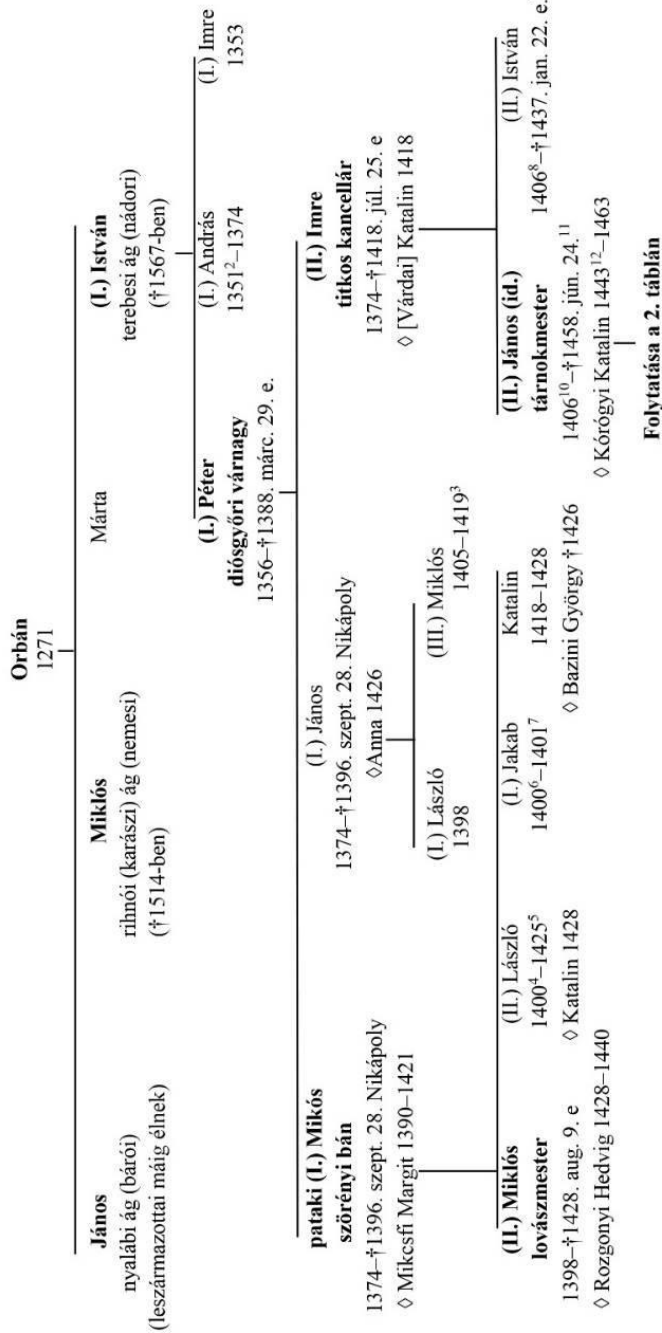 Orbán
1271
János
nyalábi ág (bárói)
(leszármazottai máig élnek)
Miklós
rihnói (karászi) ág (nemesi)
(†1514-ben)
Márta
(I.) István
terebesi ág (nádori)
(†1567-ben)
(I.) Péter
diósgyőri várnagy
1356–†1388. márc. 29. e.
(I.) András
1351²–1374
(I.) Imre
1353
pataki (I.) Mikós
szörényi bán
1374–†1396. szept. 28. Nikápoly
◊ Mikcsfi Margit 1390–1421
(I.) János
1374–†1396. szept. 28. Nikápoly
◊Anna 1426
(II.) Imre
titkos kancellár
1374–†1418. júl. 25. e
◊ [Várdai] Katalin 1418
(I.) László
1398
(III.) Miklós
1405–1419³
(II.) Miklós
lovászmester
1398–†1428. aug. 9. e
◊ Rozgonyi Hedvig 1428–1440
(II.) László
1400⁴–1425⁵
◊ Katalin 1428
(I.) Jakab
1400⁶–1401⁷
Katalin
1418–1428
◊ Bazini György †1426
(II.) János (id.)
tárnokmester
1406¹⁰–†1458. jún. 24.¹¹
◊ Kórógyi Katalin 1443¹²–1463
(II.) István
1406⁸–†1437. jan. 22. e.
Folytatása a 2. táblán